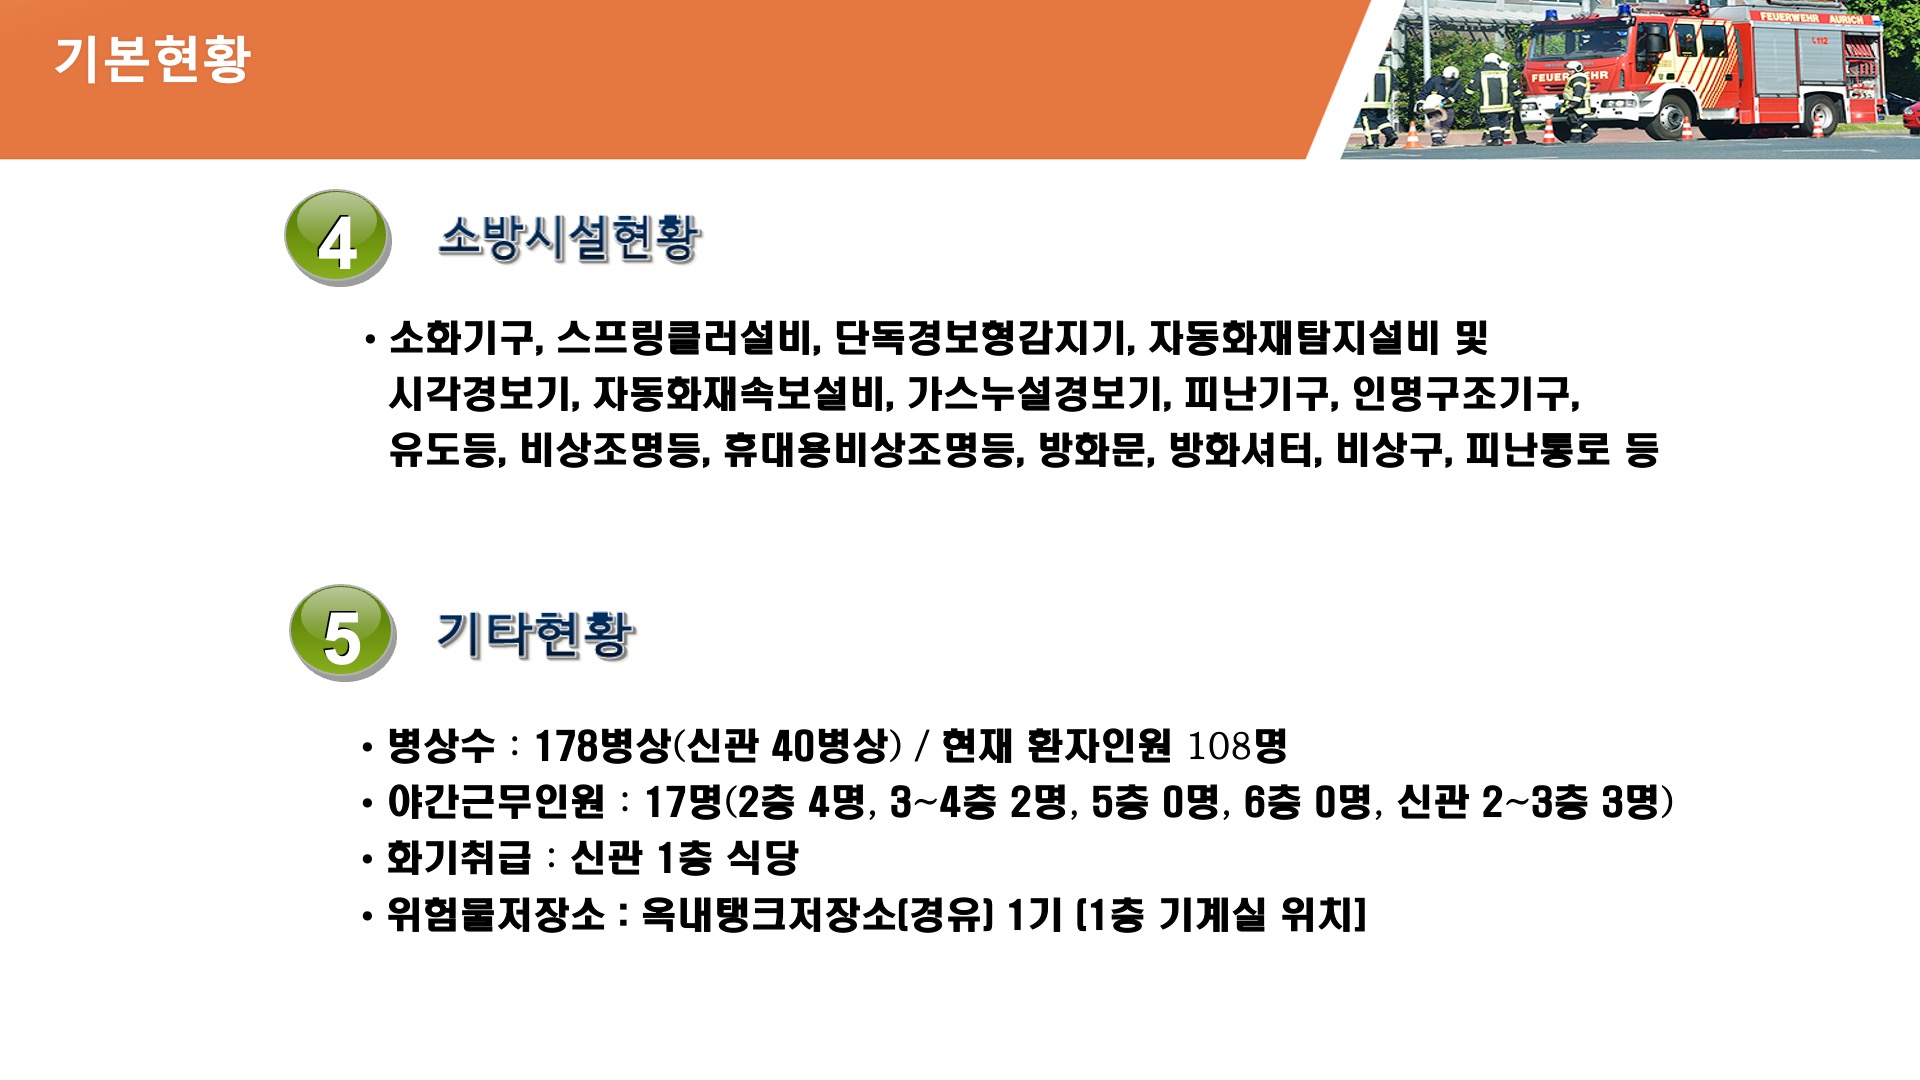 기본현황
FEUERWEHR AURICH
112
FEUERWEHR
4 소방시설현황
• 소화기구, 스프링클러설비, 단독경보형감지기, 자동화재탐지설비 및
시각경보기, 자동화재속보설비, 가스누설경보기, 피난기구, 인명구조기구,
유도등, 비상조명등, 휴대용비상조명등, 방화문, 방화셔터, 비상구, 피난통로 등
5 기타현황
• 병상수 : 178병상(신관 40병상) / 현재 환자인원 108명
• 야간근무인원 : 17명(2층 4명, 3~4층 2명, 5층 0명, 6층 0명, 신관 2~3층 3명)
• 화기취급 : 신관 1층 식당
• 위험물저장소 : 옥내탱크저장소(경유) 1기 [1층 기계실 위치]